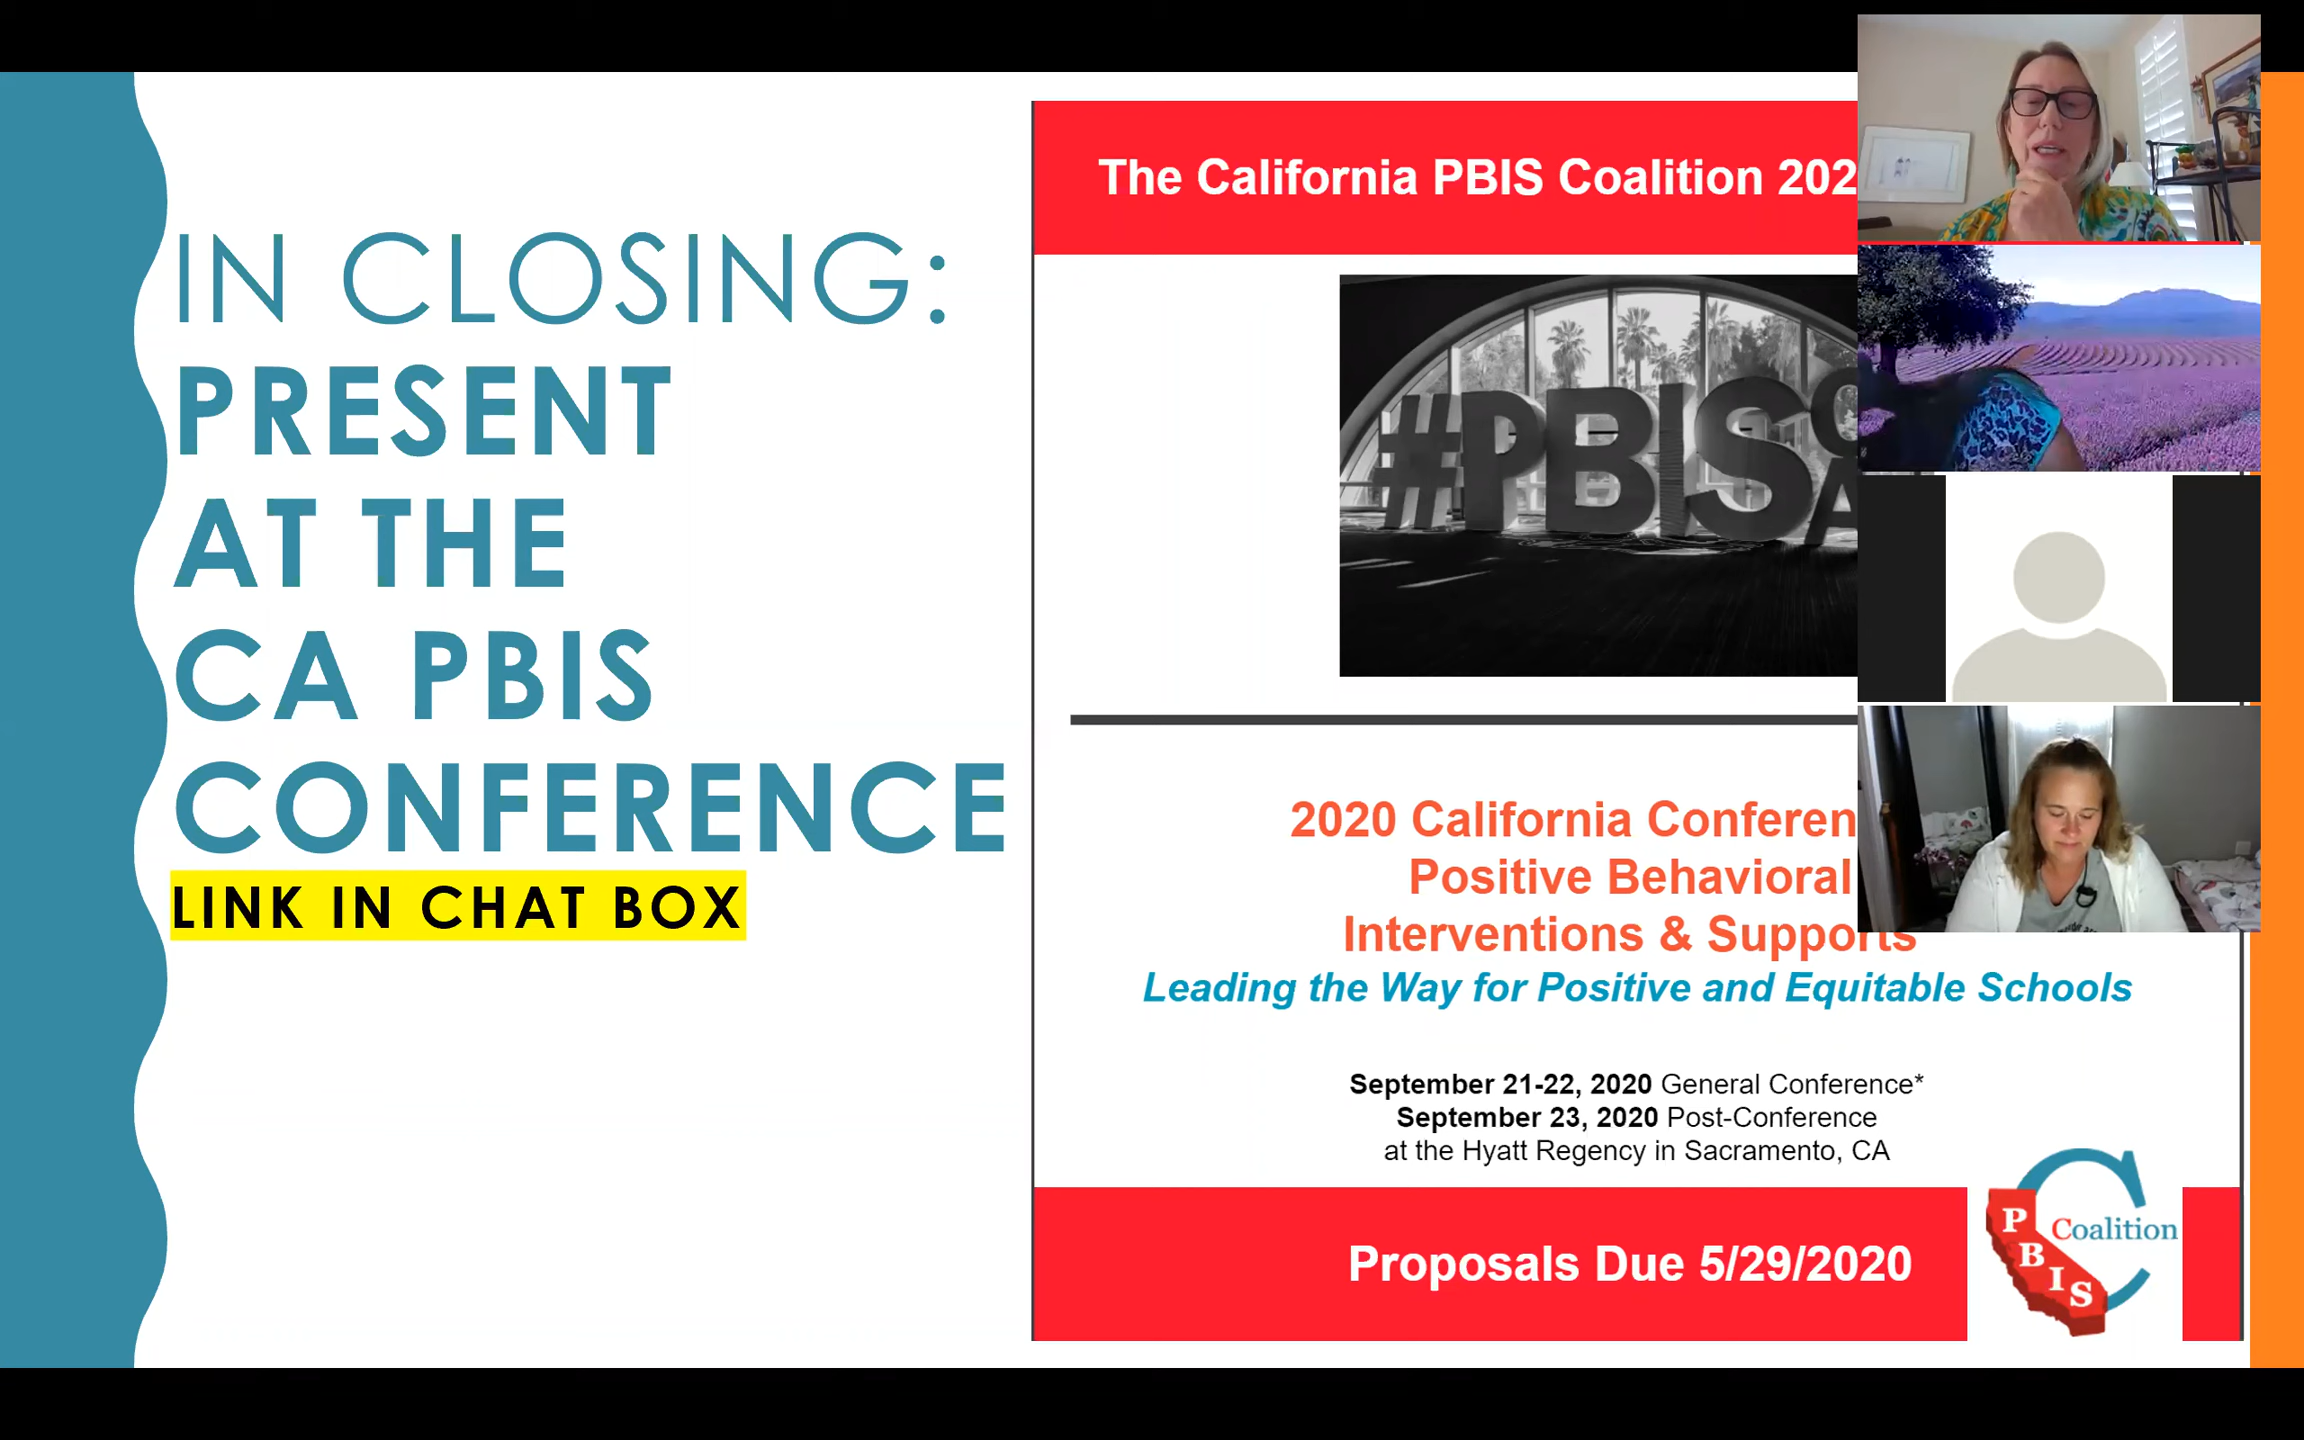 IN CLOSING:
PRESENT
AT THE
CA PBIS
CONFERENCE
LINK IN CHAT BOX
The California PBIS Coalition 202
#PBIS
2020 California Conferen
Positive Behavioral
Interventions & Supports
Leading the Way for Positive and Equitable Schools
September 21-22, 2020 General Conference*
September 23, 2020 Post-Conference
at the Hyatt Regency in Sacramento, CA
Proposals Due 5/29/2020
PBIS
Coalition